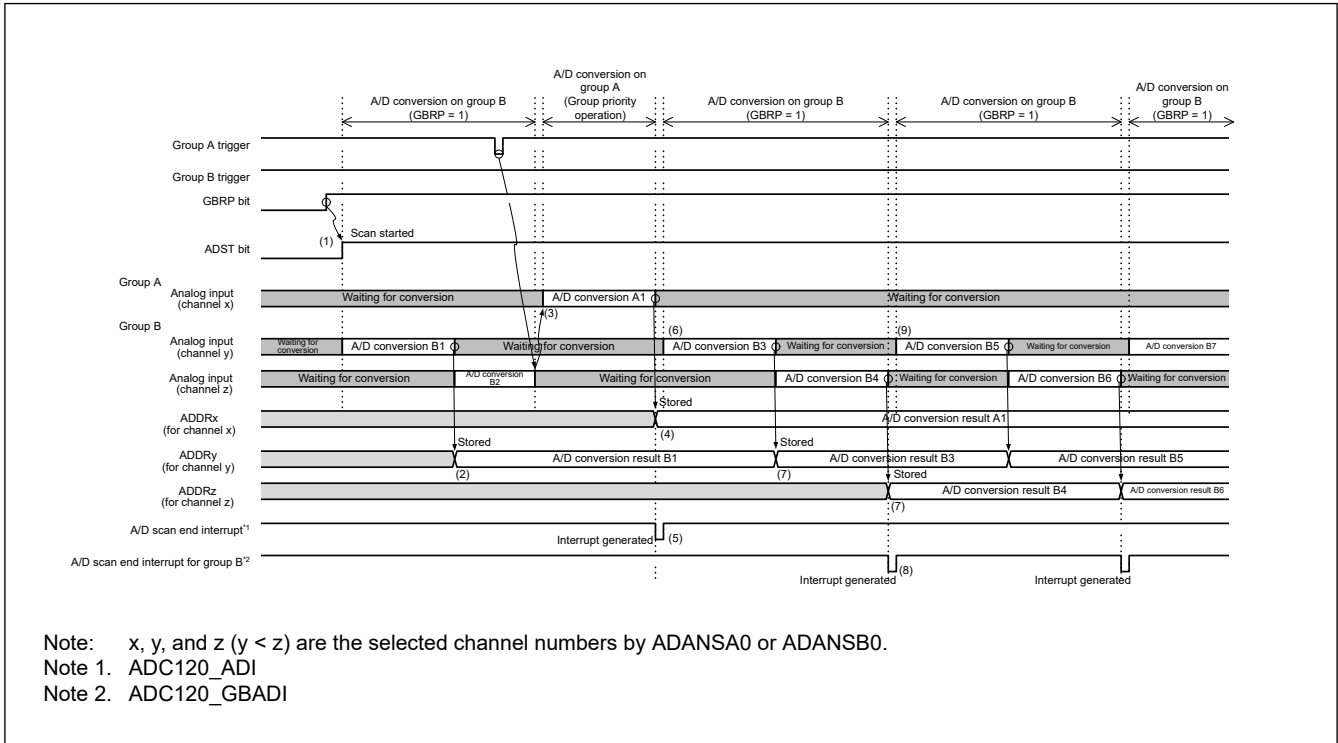 A/D conversion on group B
(GBRP = 1)
A/D conversion on
group A
(Group priority
operation)
A/D conversion on group B
(GBRP = 1)
A/D conversion on group B
(GBRP = 1)
A/D conversion on
group B
(GBRP = 1)
Group A trigger
Group B trigger
GBRP bit
(1)
Scan started
ADST bit
Group A
Analog input
(channel x)
Waiting for conversion
A/D conversion A1
Waiting for conversion
(3)
Group B
(6)
(9)
Analog input
(channel y)
Waiting for
conversion
A/D conversion B1
Waiting for conversion
A/D conversion B3
Waiting for conversion
A/D conversion B5
Waiting for conversion
A/D conversion B7
Analog input
(channel z)
Waiting for conversion
A/D conversion
B2
Waiting for conversion
A/D conversion B4
Waiting for conversion
A/D conversion B6
Waiting for conversion
Stored
ADDRx
(for channel x)
A/D conversion result A1
(4)
Stored
Stored
ADDRy
(for channel y)
A/D conversion result B1
A/D conversion result B3
A/D conversion result B5
(2)
(7)
Stored
ADDRz
(for channel z)
A/D conversion result B4
A/D conversion result B6
(7)
A/D scan end interrupt*1
Interrupt generated
(5)
A/D scan end interrupt for group B*2
(8)
Interrupt generated
Interrupt generated
Note: x, y, and z (y < z) are the selected channel numbers by ADANSA0 or ADANSB0.
Note 1. ADC120_ADI
Note 2. ADC120_GBADI